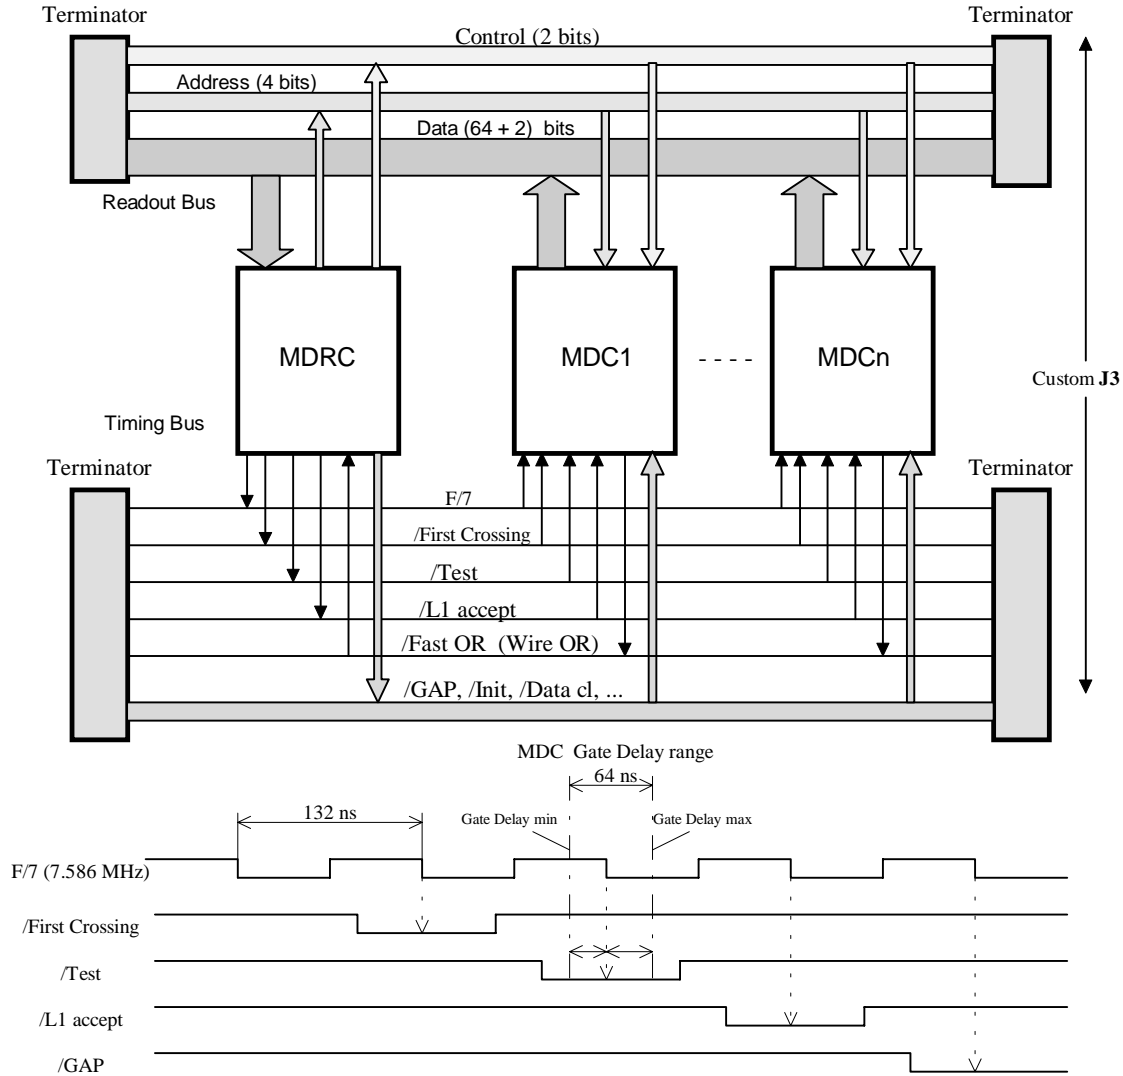 Terminator
Terminator
Control (2 bits)
Address (4 bits)
Data (64 + 2) bits
Readout Bus
MDRC
MDC1
- - - -
MDCn
Custom J3
Timing Bus
Terminator
Terminator
F/7
/First Crossing
/Test
/L1 accept
/Fast OR (Wire OR)
/GAP, /Init, /Data cl, ...
MDC Gate Delay range
64 ns
132 ns
Gate Delay min
Gate Delay max
F/7 (7.586 MHz)
/First Crossing
/Test
/L1 accept
/GAP